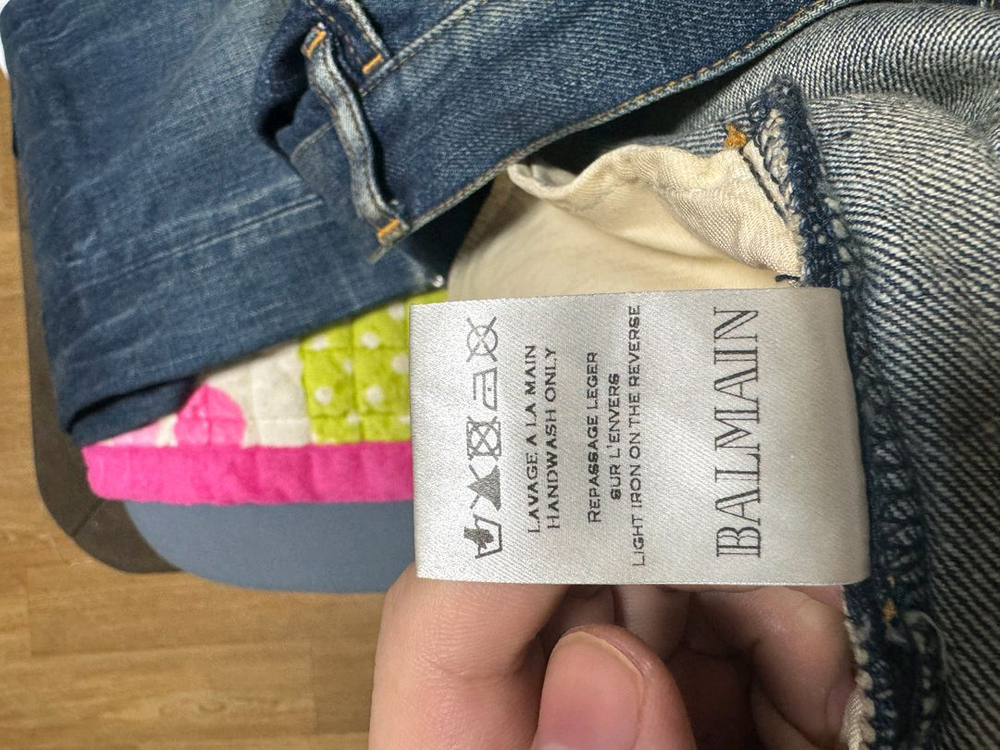 LAVAGE A LA MAIN
HANDWASH ONLY
REPASSAGE LEGER
SUR L'ENVERS
LIGHT IRON ON THE REVERSE
BALMAIN